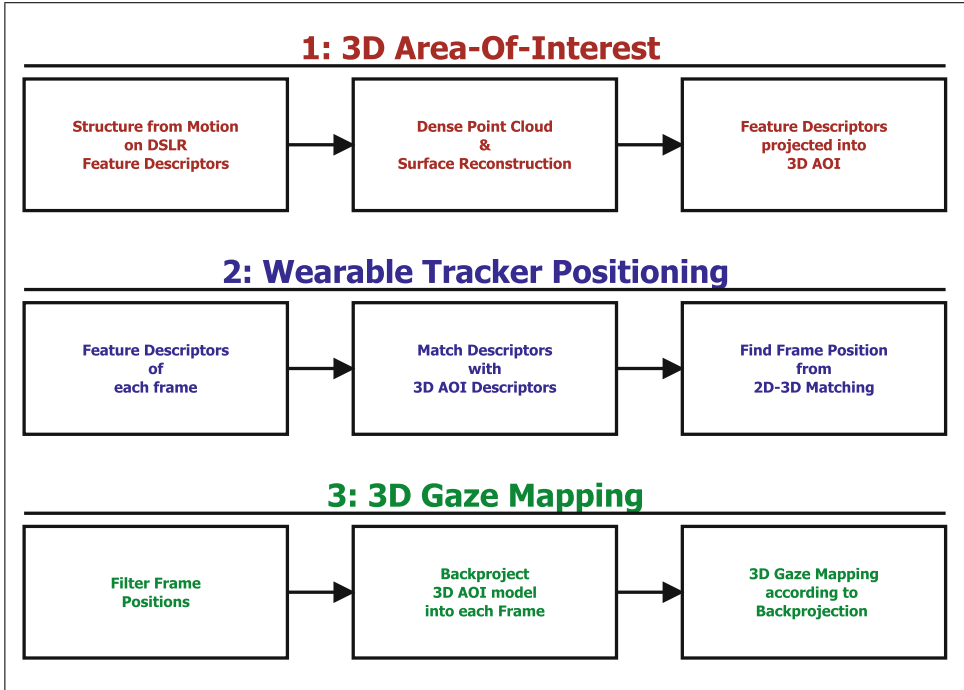 1: 3D Area-Of-Interest
Structure from Motion
on DSLR
Feature Descriptors
Dense Point Cloud
&
Surface Reconstruction
Feature Descriptors
projected into
3D AOI
2: Wearable Tracker Positioning
Feature Descriptors
of
each frame
Match Descriptors
with
3D AOI Descriptors
Find Frame Position
from
2D-3D Matching
3: 3D Gaze Mapping
Filter Frame
Positions
Backproject
3D AOI model
into each Frame
3D Gaze Mapping
according to
Backprojection